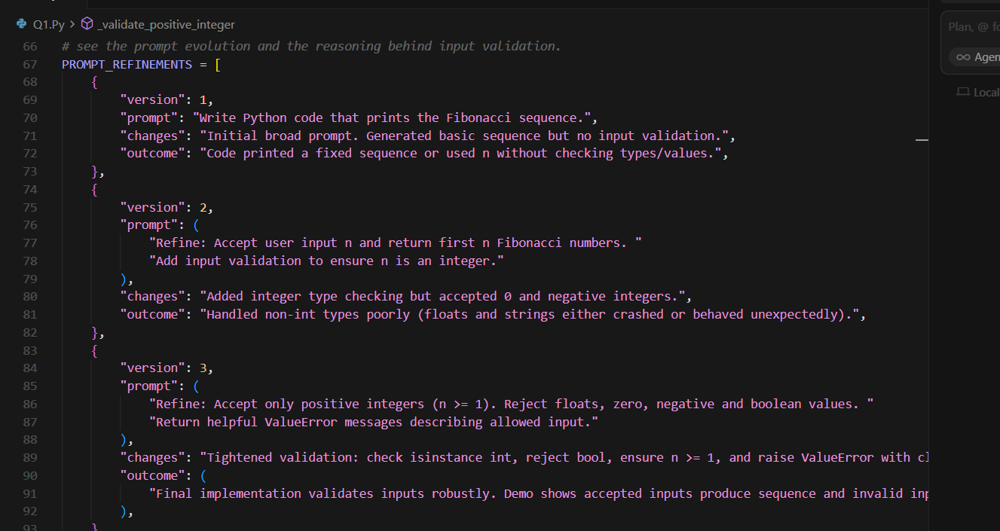 Q1.Py > _validate_positive_integer
66 # see the prompt evolution and the reasoning behind input validation.
67 PROMPT_REFINEMENTS = [
68 {
69 "version": 1,
70 "prompt": "Write Python code that prints the Fibonacci sequence.",
71 "changes": "Initial broad prompt. Generated basic sequence but no input validation.",
72 "outcome": "Code printed a fixed sequence or used n without checking types/values.",
73 },
74 {
75 "version": 2,
76 "prompt": (
77 "Refine: Accept user input n and return first n Fibonacci numbers. "
78 "Add input validation to ensure n is an integer."
79 ),
80 "changes": "Added integer type checking but accepted 0 and negative integers.",
81 "outcome": "Handled non-int types poorly (floats and strings either crashed or behaved unexpectedly).",
82 },
83 {
84 "version": 3,
85 "prompt": (
86 "Refine: Accept only positive integers (n >= 1). Reject floats, zero, negative and boolean values. "
87 "Return helpful ValueError messages describing allowed input."
88 ),
89 "changes": "Tightened validation: check isinstance int, reject bool, ensure n >= 1, and raise ValueError with cl
90 "outcome": (
91 "Final implementation validates inputs robustly. Demo shows accepted inputs produce sequence and invalid inp
92 ),
93 }
Plan, @ fo
∞ Agen
Local